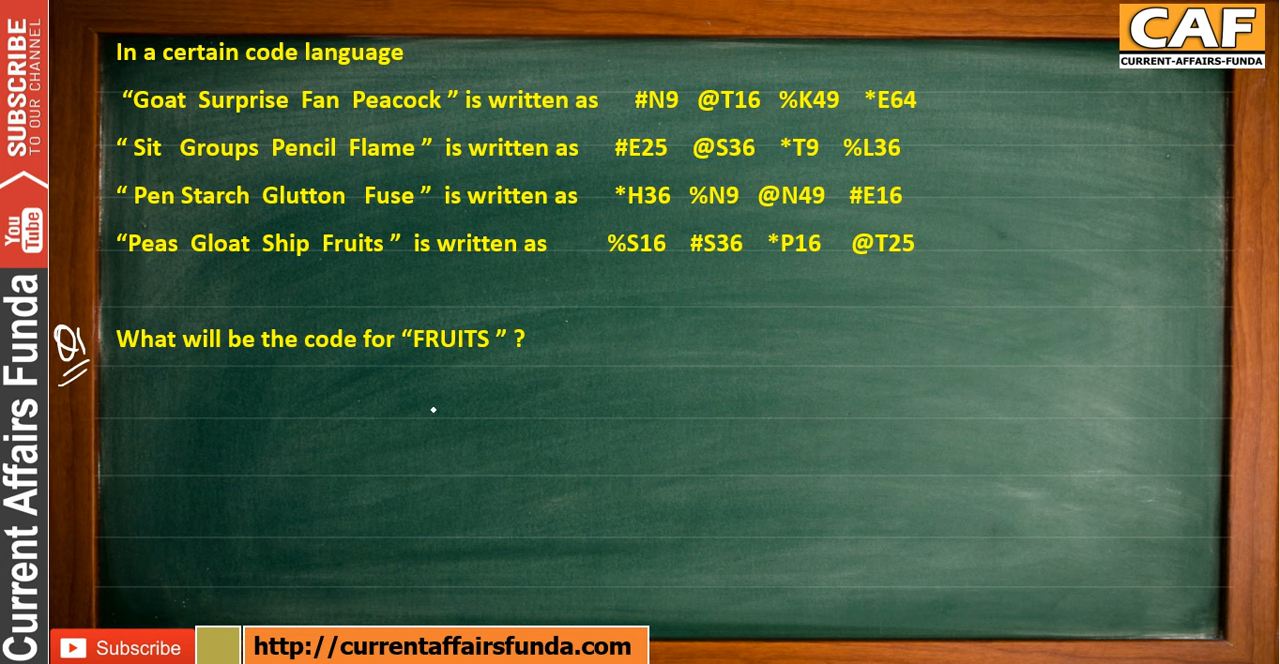 SUBSCRIBE
TO OUR CHANNEL
You
Tube
Current Affairs Funda
CAF
CURRENT-AFFAIRS-FUNDA
In a certain code language
“Goat Surprise Fan Peacock ” is written as #N9 @T16 %K49 *E64
“ Sit Groups Pencil Flame ” is written as #E25 @S36 *T9 %L36
“ Pen Starch Glutton Fuse ” is written as *H36 %N9 @N49 #E16
“Peas Gloat Ship Fruits ” is written as %S16 #S36 *P16 @T25
What will be the code for “FRUITS ” ?
Subscribe
http://currentaffairsfunda.com